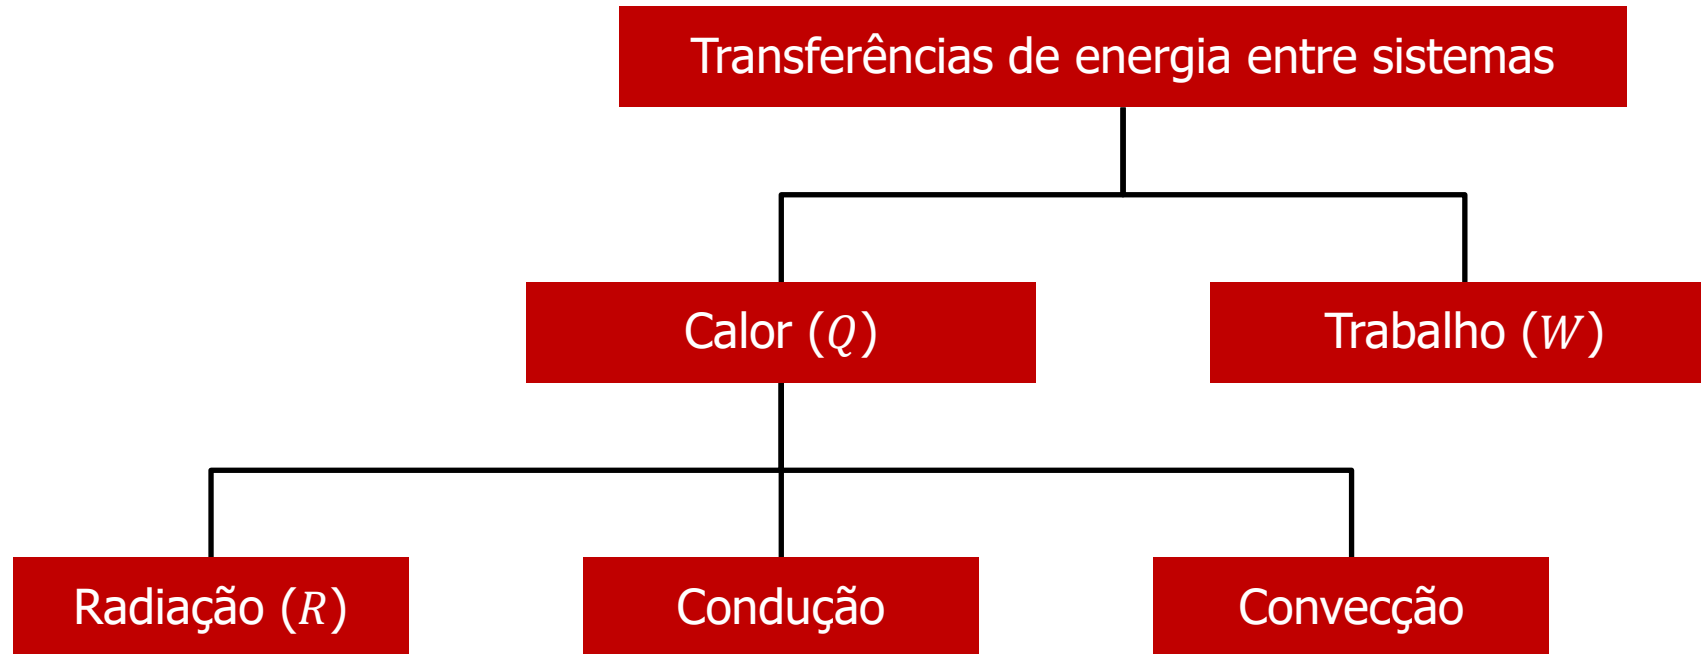 Transferências de energia entre sistemas
Calor (Q)
Trabalho (W)
Radiação (R)
Condução
Convecção